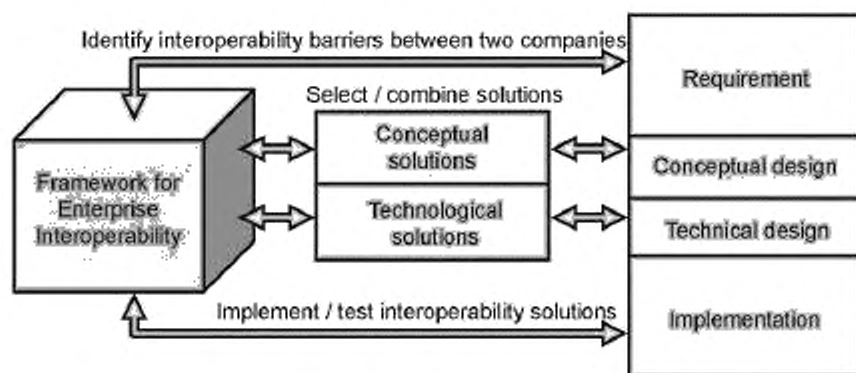 Identify interoperability barriers between two companies
Requirement
Select / combine solutions
Conceptual
solutions
Conceptual design
Framework for
Enterprise
Interoperability
Technological
solutions
Technical design
Implement / test interoperability solutions
Implementation